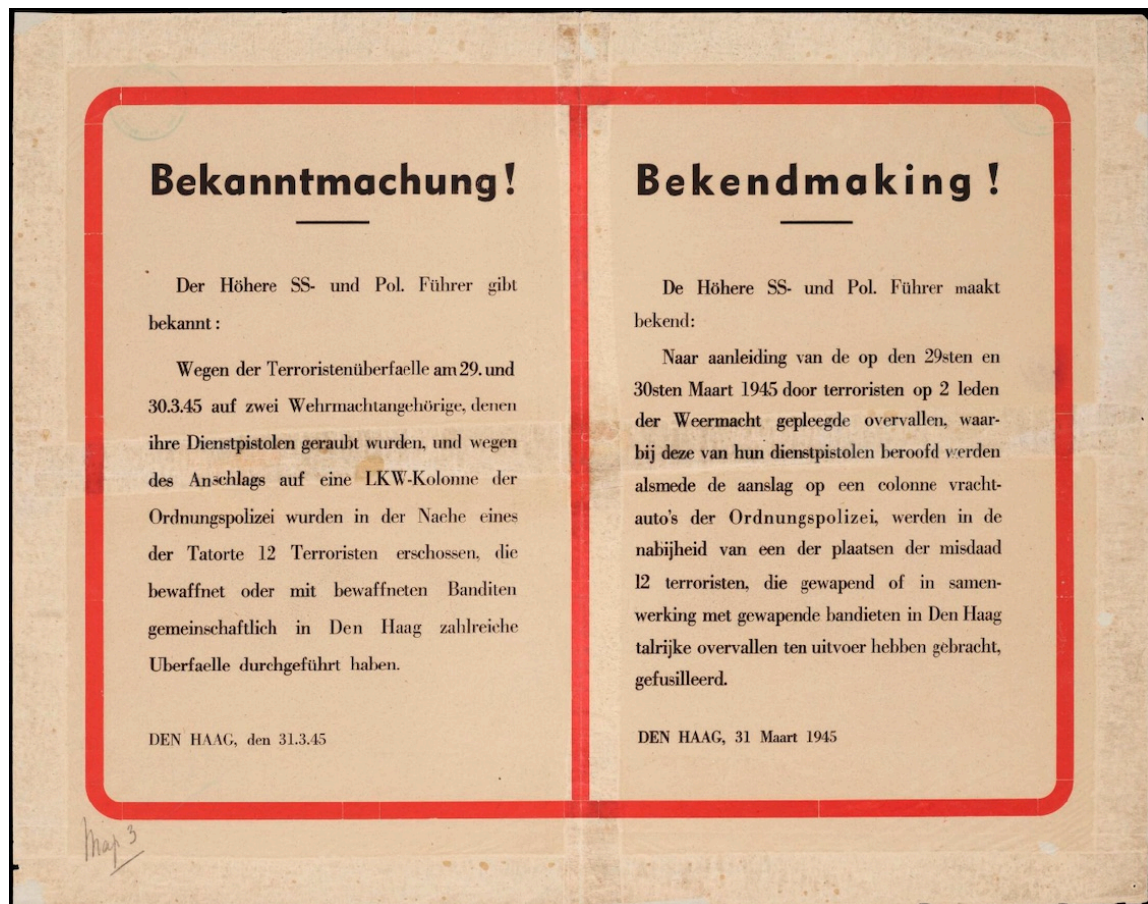 Bekanntmachung!
Der Höhere SS- und Pol. Führer gibt
bekannt:
Wegen der Terroristenüberfaelle am 29. und
30.3.45 auf zwei Wehrmachtangehörige, denen
ihre Dienstpistolen geraubt wurden, und wegen
des Anschlags auf eine LKW-Kolonne der
Ordnungspolizei wurden in der Naehe eines
der Tatorte 12 Terroristen erschossen, die
bewaffnet oder mit bewaffneten Banditen
gemeinschaftlich in Den Haag zahlreiche
Uberfaelle durchgeführt haben.
DEN HAAG, den 31.3.45
Bekendmaking!
De Höhere SS- und Pol. Führer maakt
bekend:
Naar aanleiding van de op den 29sten en
30sten Maart 1945 door terroristen op 2 leden
der Weermacht gepleegde overvallen, waar-
bij deze van hun dienstpistolen beroofd werden
alsmede de aanslag op een colonne vracht-
auto's der Ordnungspolizei, werden in de
nabijheid van een der plaatsen der misdaad
12 terroristen, die gewapend of in samen-
werking met gewapende bandieten in Den Haag
talrijke overvallen ten uitvoer hebben gebracht,
gefusilleerd.
DEN HAAG, 31 Maart 1945
Map 3